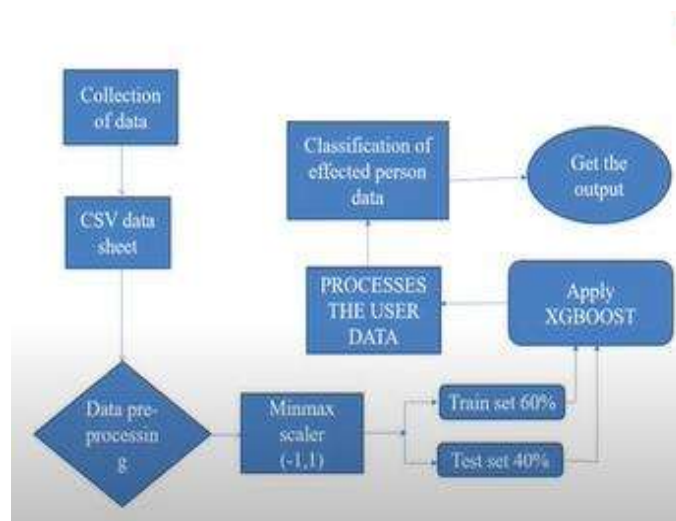 Collection
of data
CSV data
sheet
Data pre-
processin
g
Minmax
scaler
(-1,1)
Train set 60%
Test set 40%
Apply
XGBOOST
PROCESSES
THE USER
DATA
Classification of
effected person
data
Get the
output